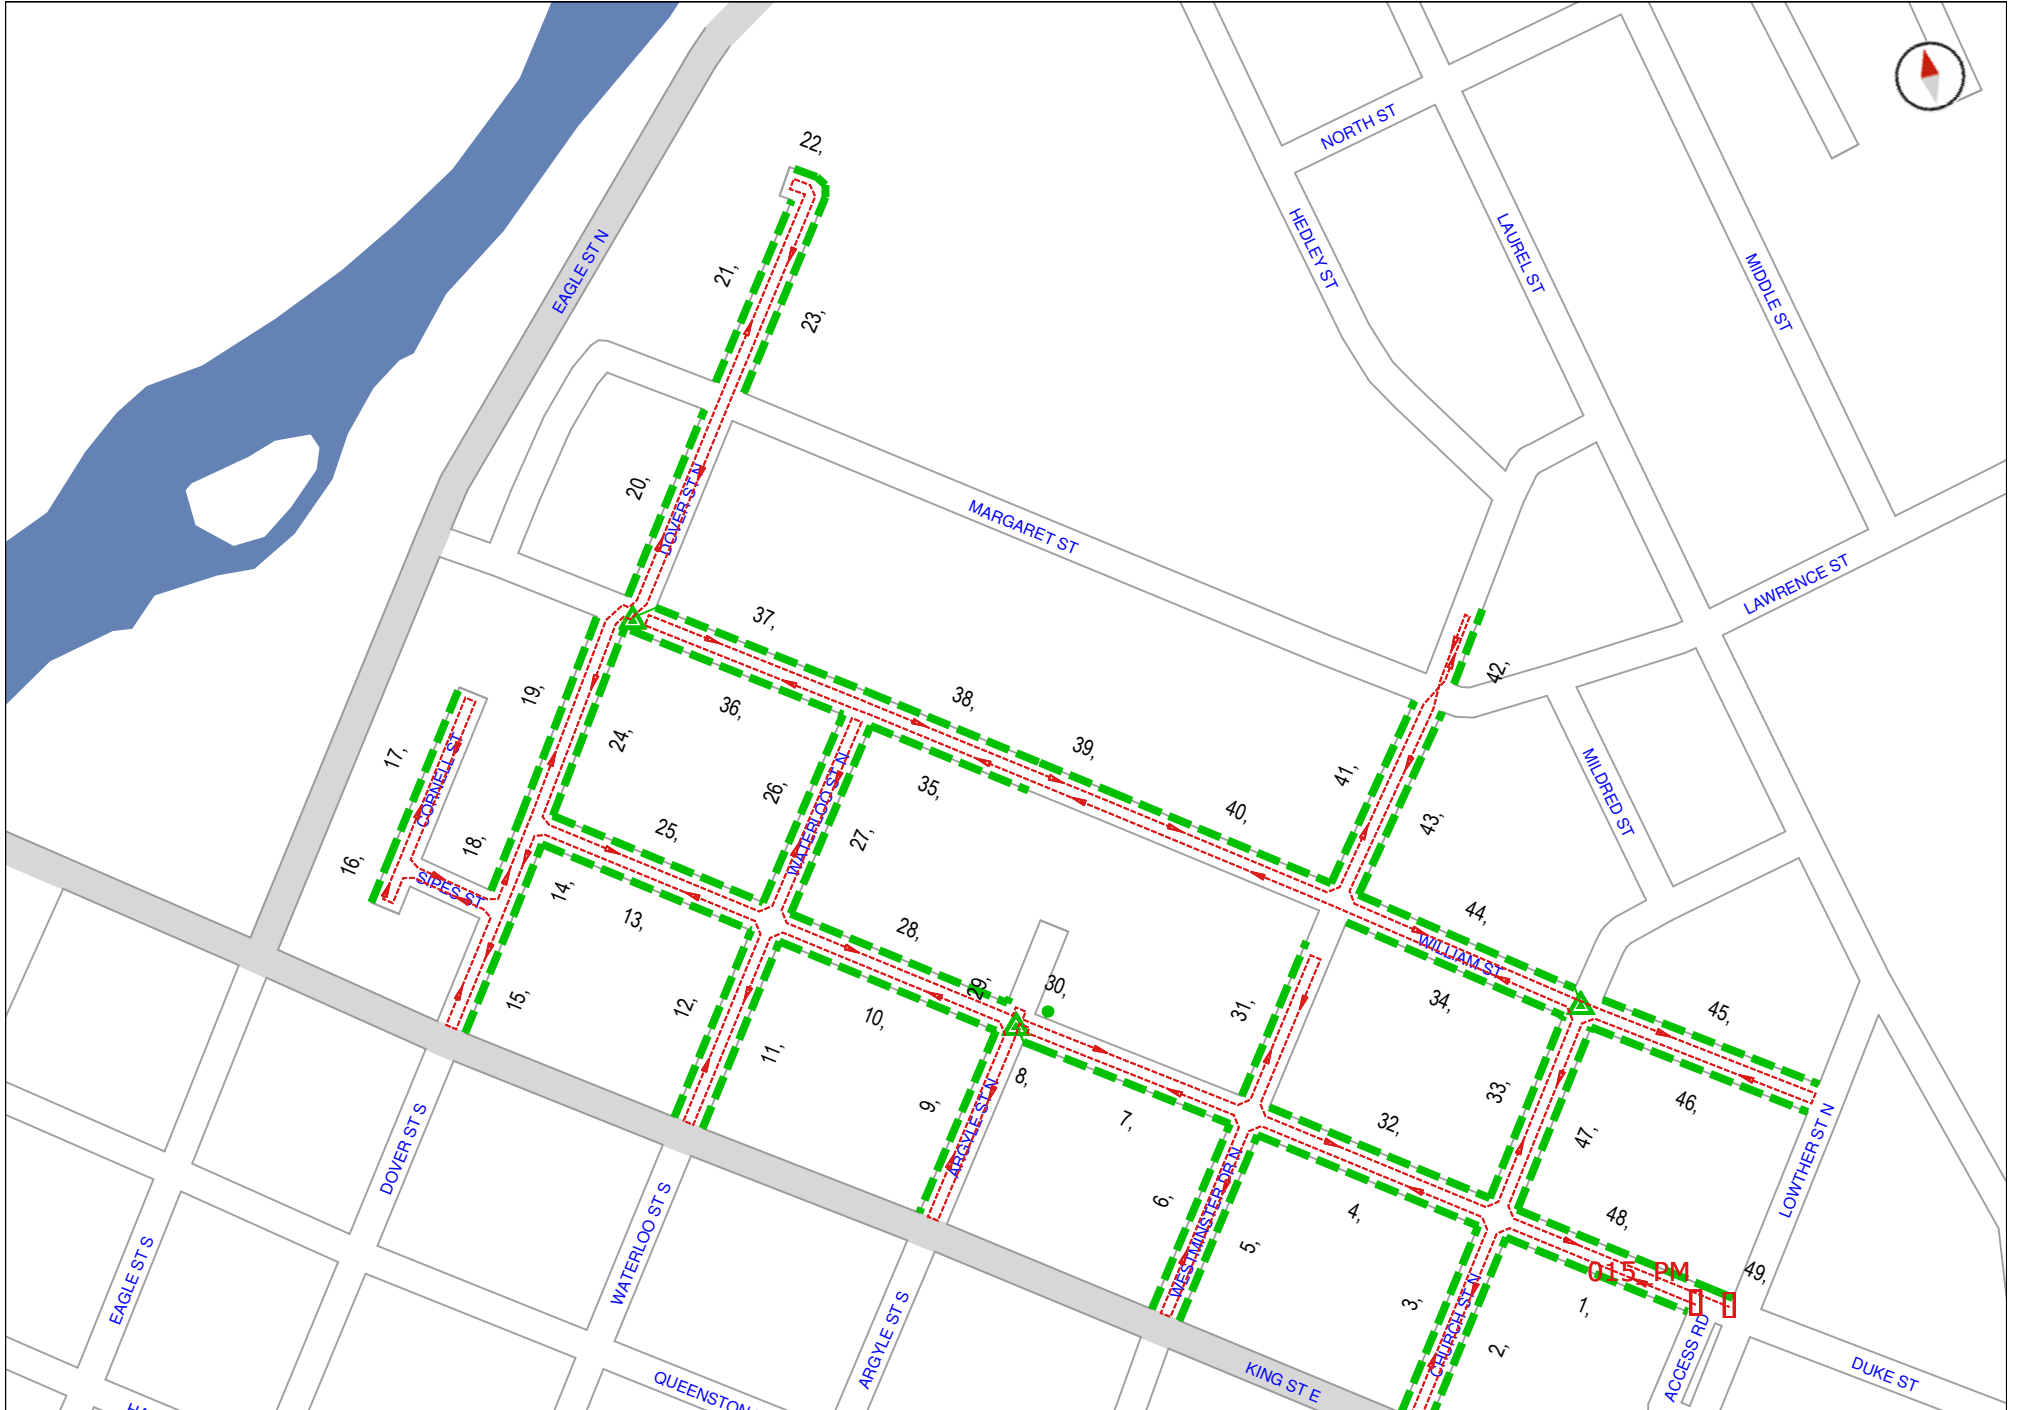 22,
NORTH ST
HEDLEY ST
LAUREL ST
EAGLE ST N
21,
23,
MIDDLE ST
20,
DOVER ST N
MARGARET ST
LAWRENCE ST
37,
19,
36,
38,
42,
24,
39,
17,
CORNELL ST
26,
WATERLOO ST N
35,
41,
MILDRED ST
40,
43,
25,
27,
18,
16,
SIPES ST
14,
13,
28,
44,
WILLIAM ST
29,
30,
15,
12,
10,
31,
34,
45,
11,
8,
9,
ARGYLE ST N
7,
33,
46,
32,
47,
DOVER ST S
LOWTHER ST N
6,
WESTMINSTER DR N
4,
5,
48,
WATERLOO ST S
EAGLE ST S
015 PM
49,
3,
CHURCH ST N
1,
2,
ARGYLE ST S
ACCESS RD
KING ST E
DUKE ST
QUEENSTON